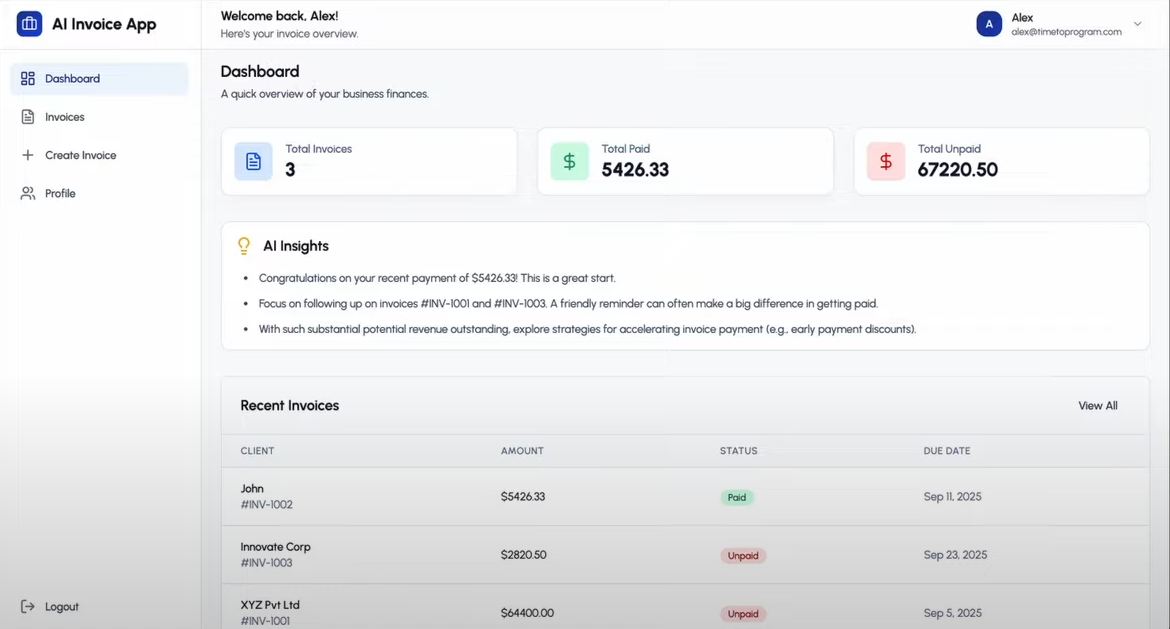 AI Invoice App
Welcome back, Alex!
Here's your invoice overview.
A
Alex
alex@timetoprogram.com
Dashboard
Invoices
Create Invoice
Profile
Logout
Dashboard
A quick overview of your business finances.
Total Invoices
3
Total Paid
5426.33
Total Unpaid
67220.50
AI Insights
Congratulations on your recent payment of $5426.33! This is a great start.
Focus on following up on invoices #INV-1001 and #INV-1003. A friendly reminder can often make a big difference in getting paid.
With such substantial potential revenue outstanding, explore strategies for accelerating invoice payment (e.g., early payment discounts).
Recent Invoices
View All
CLIENT AMOUNT STATUS DUE DATE
John
#INV-1002
$5426.33 Paid Sep 11, 2025
Innovate Corp
#INV-1003
$2820.50 Unpaid Sep 23, 2025
XYZ Pvt Ltd
#INV-1001
$64400.00 Unpaid Sep 5, 2025